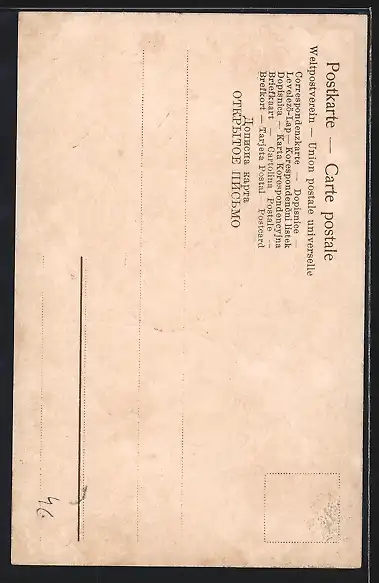 Postkarte — Carte postale
Weltpostverein — Union postale universelle
Correspondenzkarte — Dopisnice —
Levelező-Lap — Korespondenční lístek
Dopisnica — Karta Korespondencyjna
Briefkaart — Cartolina Postale —
Brefkort — Tarjeta Postal — Postcard
Дописна карта
ОТКРЫТОЕ ПИСЬМО